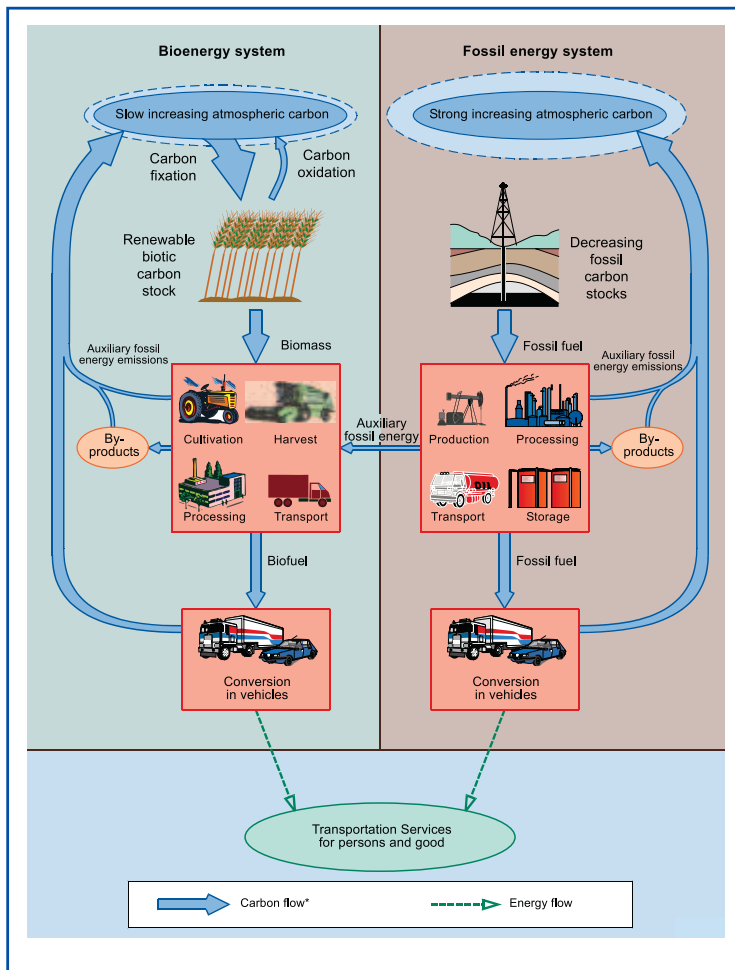 Bioenergy system
Fossil energy system
Slow increasing atmospheric carbon
Strong increasing atmospheric carbon
Carbon
fixation
Carbon
oxidation
Renewable
biotic
carbon
stock
Decreasing
fossil
carbon
stocks
Biomass
Fossil fuel
Auxiliary fossil
energy emissions
Auxiliary fossil
energy emissions
Cultivation
Harvest
Processing
Transport
By-
products
Auxiliary
fossil energy
Production
Processing
OIL
Transport
Storage
By-
products
Biofuel
Fossil fuel
Conversion
in vehicles
Conversion
in vehicles
Transportation Services
for persons and good
Carbon flow*
Energy flow